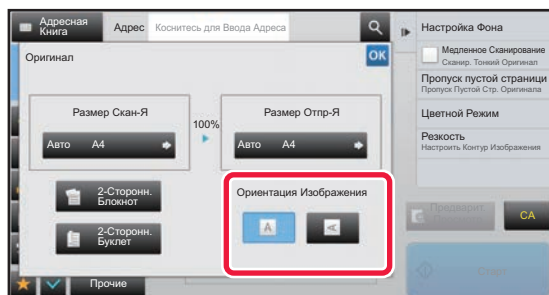 Адресная
Книга
Адрес
Коснитесь для Ввода Адреса
Настройка Фона
Оригинал
OK
Медленное Сканирование
Сканир. Тонкий Оригинал
Пропуск пустой страници
Пропуск Пустой Стр. Оригинала
Размер Скан-Я
100%
Размер Отпр-Я
Цветной Режим
Авто A4
Авто A4
Резкость
Настроить Контур Изображения
2-Сторонн.
Блокнот
Ориентация Изображения
A
A
Предварит.
CA
2-Сторонн.
Буклет
Старт
Прочие